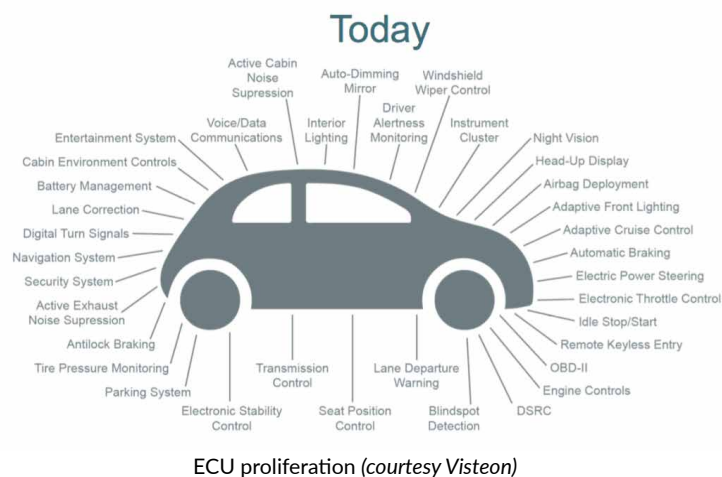 Today
Active Cabin
Noise
Supression
Auto-Dimming
Mirror
Windshield
Wiper Control
Voice/Data
Communications
Interior
Lighting
Driver
Alertness
Monitoring
Instrument
Cluster
Entertainment System
Cabin Environment Controls
Battery Management
Lane Correction
Digital Turn Signals
Navigation System
Security System
Active Exhaust
Noise Supression
Antilock Braking
Tire Pressure Monitoring
Parking System
Night Vision
Head-Up Display
Airbag Deployment
Adaptive Front Lighting
Adaptive Cruise Control
Automatic Braking
Electric Power Steering
Electronic Throttle Control
Idle Stop/Start
Remote Keyless Entry
OBD-II
Engine Controls
DSRC
Electronic Stability
Control
Transmission
Control
Seat Position
Control
Lane Departure
Warning
Blindspot
Detection
ECU proliferation (courtesy Visteon)